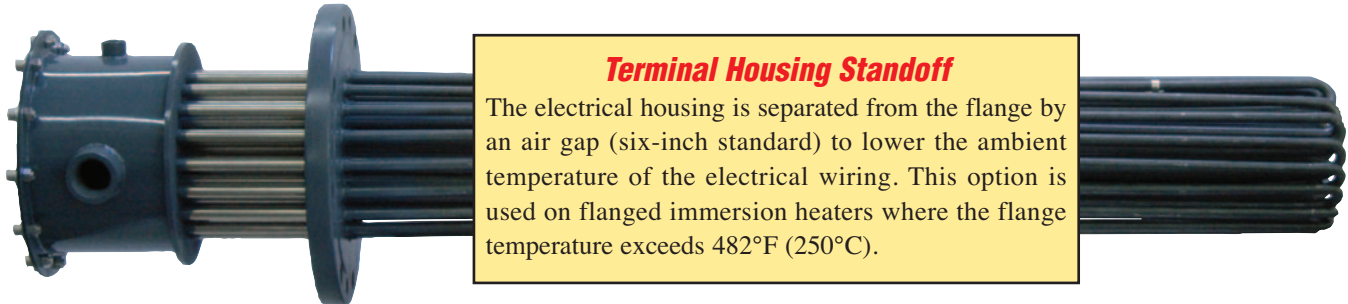 Terminal Housing Standoff
The electrical housing is separated from the flange by
an air gap (six-inch standard) to lower the ambient
temperature of the electrical wiring. This option is
used on flanged immersion heaters where the flange
temperature exceeds 482°F (250°C).